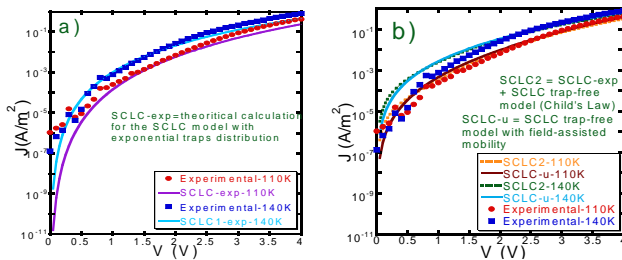 a)
b)
J(A/m²)
10⁻¹
10⁻³
10⁻⁵
10⁻⁷
10⁻⁹
10⁻¹¹
SCLC-exp=theoritical calculation
for the SCLC model with
exponential traps distribution
Experimental-110K
SCLC-exp-110K
Experimental-140K
SCLC1-exp-140K
0 0.5 1 1.5 2 2.5 3 3.5 4
V (V)
J (A/m²)
10⁻¹
10⁻³
10⁻⁵
10⁻⁷
10⁻⁹
10⁻¹¹
SCLC2 = SCLC-exp
+ SCLC trap-free
model (Child's Law)
SCLC-u = SCLC trap-free
model with field-assisted
mobility
SCLC2-110K
SCLC-u-110K
SCLC2-140K
SCLC-u-140K
Experimental-110K
Experimental-140K
0 0.5 1 1.5 2 2.5 3 3.5 4
V (V)